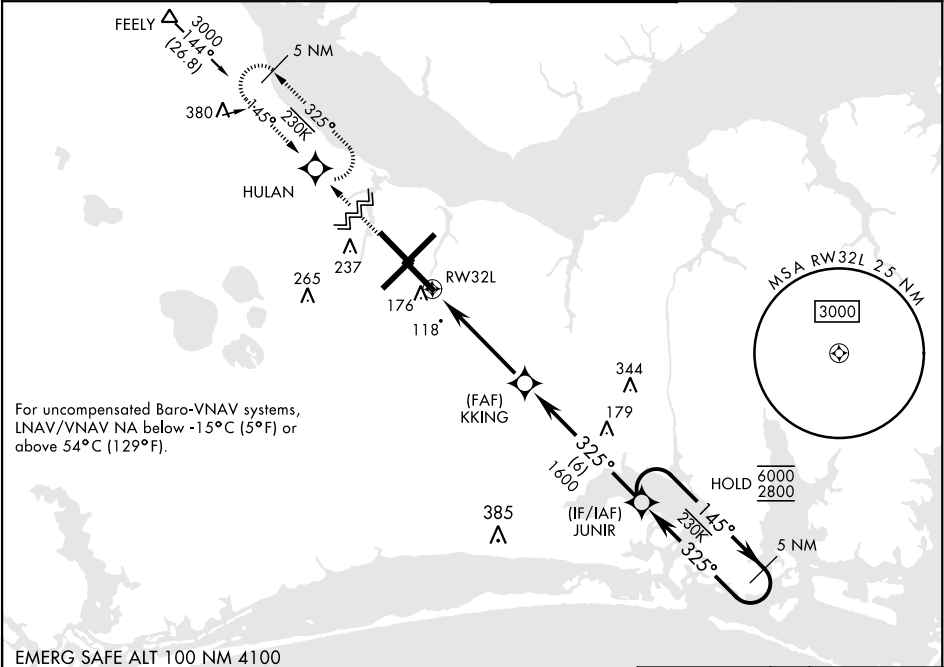 FEELY
3000
144°
(26.8)
5 NM
380
145°
230K
325°
HULAN
237
265
RW32L
176
118
MSA RW32L 25 NM
3000
For uncompensated Baro-VNAV systems,
LNAV/VNAV NA below -15°C (5°F) or
above 54°C (129°F).
(FAF)
KKING
344
179
325°
(6)
1600
HOLD 6000
2800
(IF/IAF)
JUNIR
145°
230K
325°
5 NM
385
EMERG SAFE ALT 100 NM 4100